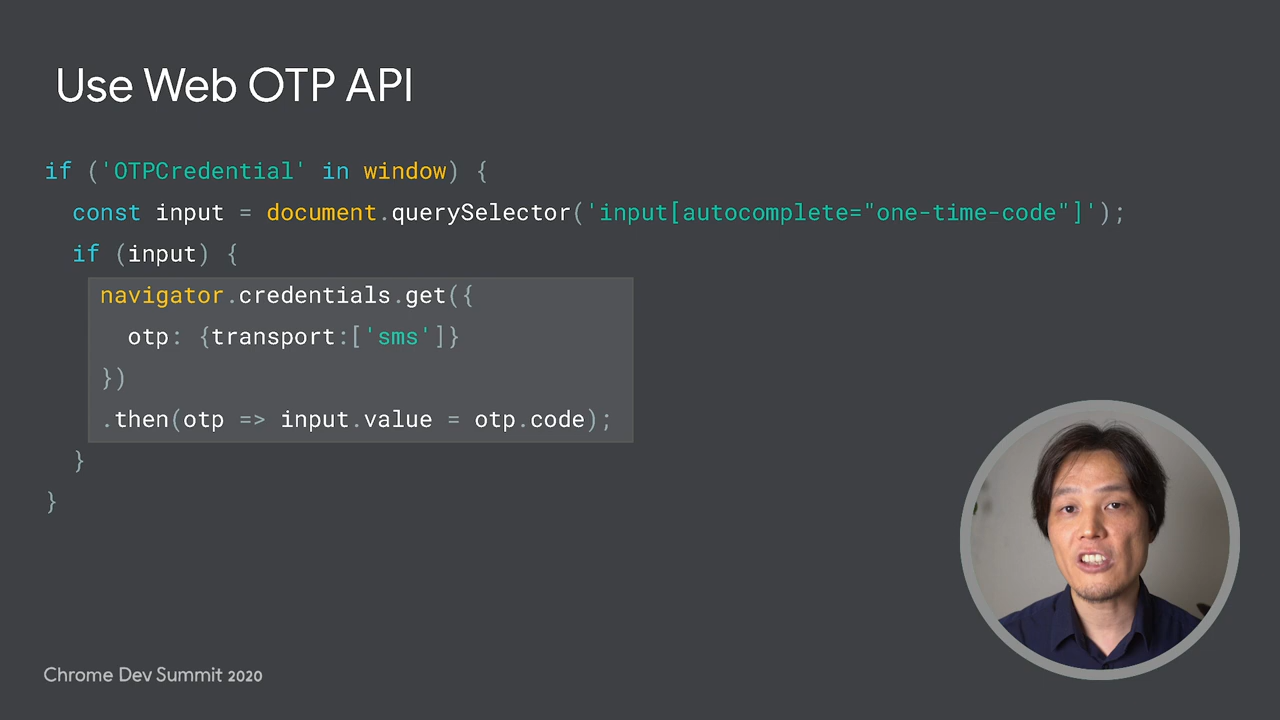 Use Web OTP API
if ('OTPCredential' in window) {
const input = document.querySelector('input[autocomplete="one-time-code"]');
if (input) {
navigator.credentials.get({
otp: {transport:['sms']}
})
.then(otp => input.value = otp.code);
}
}
Chrome Dev Summit 2020